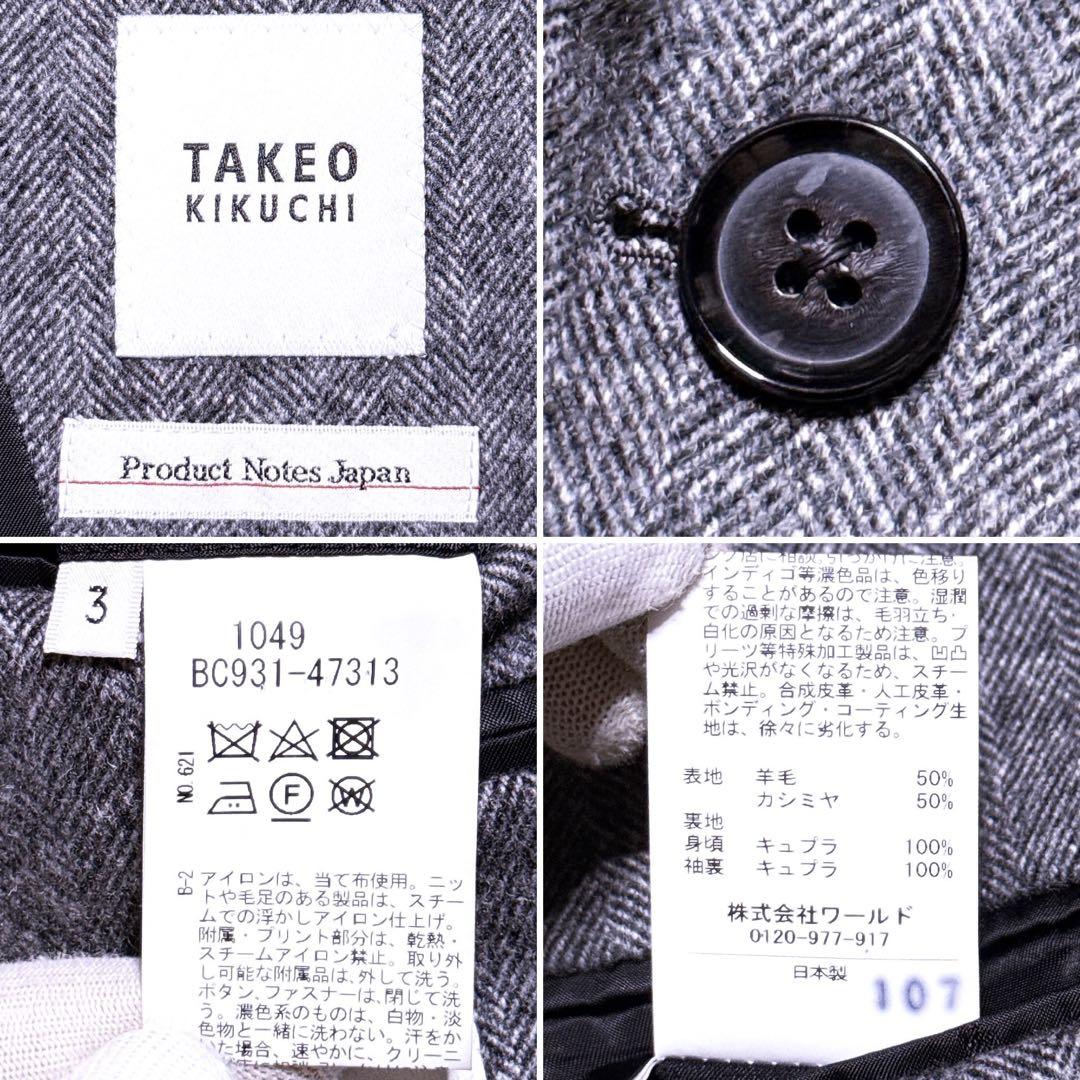 TAKEO
KIKUCHI
Product Notes Japan
3
1049
BC931-47313
NO.621
F
W
B-2
アイロンは、当て布使用。ニッ
トや毛足のある製品は、スチー
ムでの浮かしアイロン仕上げ。
附属・プリント部分は、乾熱・
スチームアイロン禁止。取り外
し可能な附属品は、外して洗う。
ボタン、ファスナーは、閉じて洗
う。濃色系のものは、白物・淡
色物と一緒に洗わない。汗をか
いた場合、速やかに、クリーニ
インディゴ等濃色品は、色移り
することがあるので注意。湿潤
での過剰な摩擦は、毛羽立ち・
白化の原因となるため注意。プ
リーツ等特殊加工製品は、凹凸
や光沢がなくなるため、スチー
ム禁止。合成皮革・人工皮革・
ボンディング・コーティング生
地は、徐々に劣化する。
表地 羊毛 50%
カシミヤ 50%
裏地
身頃 キュプラ 100%
袖裏 キュプラ 100%
株式会社ワールド
0120-977-917
日本製
107